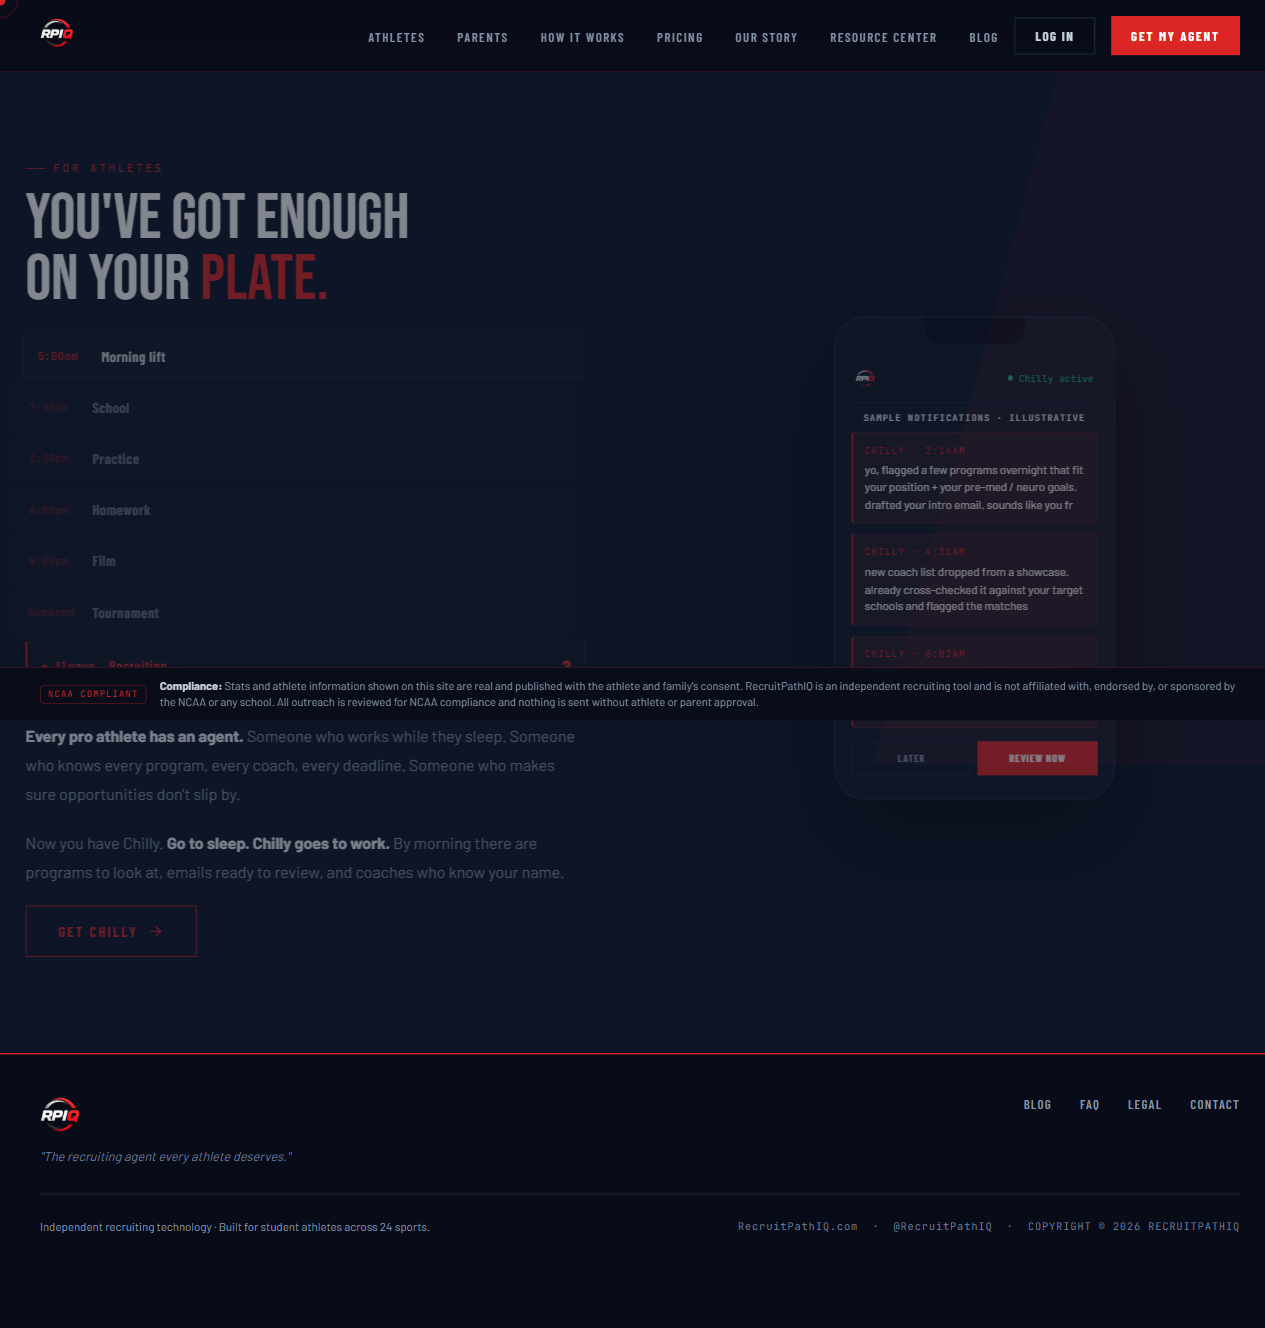 RPIQ
ATHLETES
PARENTS
HOW IT WORKS
PRICING
OUR STORY
RESOURCE CENTER
BLOG
LOG IN
GET MY AGENT
FOR ATHLETES
YOU'VE GOT ENOUGH
ON YOUR PLATE.
5:00am Morning lift
7:30am School
3:30pm Practice
6:00pm Homework
8:00pm Film
Weekend Tournament
Always Recruiting ?
RPIQ
Chilly active
SAMPLE NOTIFICATIONS · ILLUSTRATIVE
CHILLY · 2:14AM
yo, flagged a few programs overnight that fit
your position + your pre-med / neuro goals.
drafted your intro email. sounds like you fr
CHILLY · 4:31AM
new coach list dropped from a showcase.
already cross-checked it against your target
schools and flagged the matches
CHILLY · 6:02AM
LATER
REVIEW NOW
NCAA COMPLIANT
Compliance: Stats and athlete information shown on this site are real and published with the athlete and family's consent. RecruitPathIQ is an independent recruiting tool and is not affiliated with, endorsed by, or sponsored by
the NCAA or any school. All outreach is reviewed for NCAA compliance and nothing is sent without athlete or parent approval.
Every pro athlete has an agent. Someone who works while they sleep. Someone
who knows every program, every coach, every deadline. Someone who makes
sure opportunities don't slip by.
Now you have Chilly. Go to sleep. Chilly goes to work. By morning there are
programs to look at, emails ready to review, and coaches who know your name.
GET CHILLY →
RPIQ
BLOG
FAQ
LEGAL
CONTACT
"The recruiting agent every athlete deserves."
Independent recruiting technology · Built for student athletes across 24 sports.
RecruitPathIQ.com · @RecruitPathIQ · COPYRIGHT © 2026 RECRUITPATHIQ